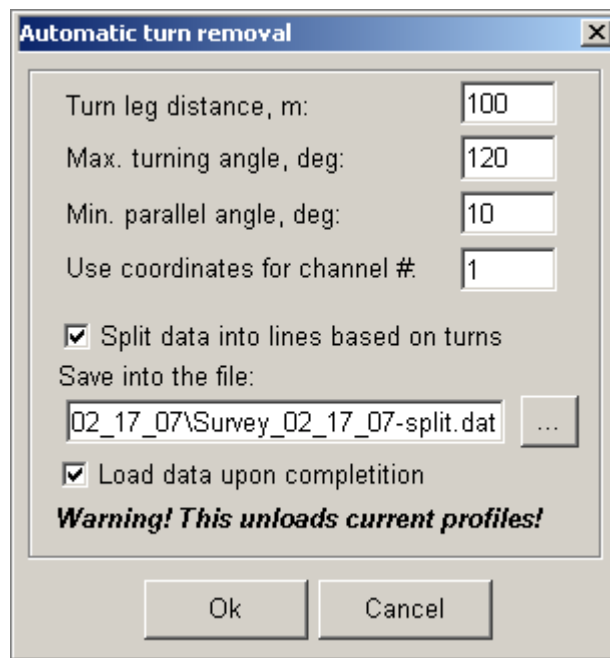 Automatic turn removal
Turn leg distance, m: 100
Max. turning angle, deg: 120
Min. parallel angle, deg: 10
Use coordinates for channel #: 1
Split data into lines based on turns
Save into the file:
02_17_07\Survey_02_17_07-split.dat ...
Load data upon completition
Warning! This unloads current profiles!
Ok Cancel